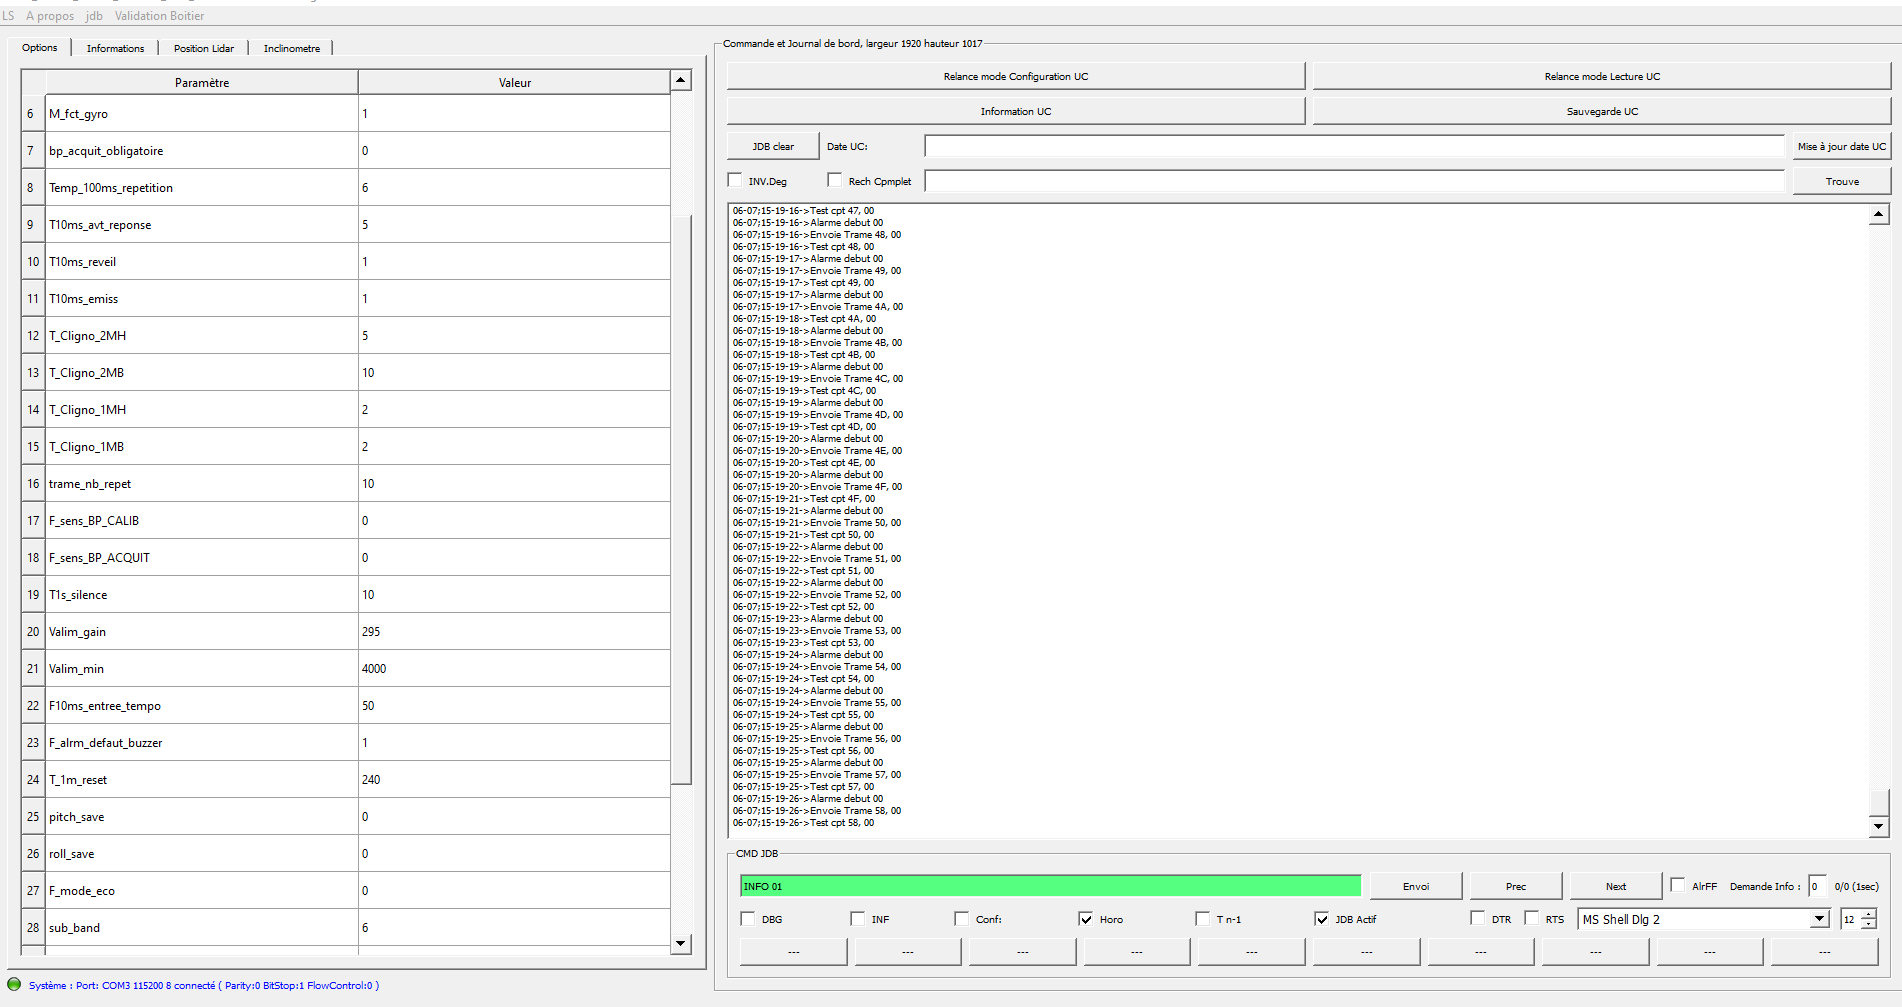 LS A propos jdb Validation Boitier
Options Informations Position Lidar Inclinometre
Paramètre Valeur
6 M_fct_gyro 1
7 bp_acquit_obligatoire 0
8 Temp_100ms_repetition 6
9 T10ms_avt_reponse 5
10 T10ms_reveil 1
11 T10ms_emiss 1
12 T_Cligno_2MH 5
13 T_Cligno_2MB 10
14 T_Cligno_1MH 2
15 T_Cligno_1MB 2
16 trame_nb_repet 10
17 F_sens_BP_CALIB 0
18 F_sens_BP_ACQUIT 0
19 T1s_silence 10
20 Valim_gain 295
21 Valim_min 4000
22 F10ms_entree_tempo 50
23 F_alrm_defaut_buzzer 1
24 T_1m_reset 240
25 pitch_save 0
26 roll_save 0
27 F_mode_eco 0
28 sub_band 6
Système : Port: COM3 115200 8 connecté ( Parity:0 BitStop:1 FlowControl:0 )
Commande et Journal de bord, largeur 1920 hauteur 1017
Relance mode Configuration UC Relance mode Lecture UC
Information UC Sauvegarde UC
JDB clear Date UC: Mise à jour date UC
INV.Deg Rech Cpmplet Trouve
06-07;15-19-16->Test cpt 47, 00
06-07;15-19-16->Alarme debut 00
06-07;15-19-16->Envoie Trame 48, 00
06-07;15-19-16->Test cpt 48, 00
06-07;15-19-17->Alarme debut 00
06-07;15-19-17->Envoie Trame 49, 00
06-07;15-19-17->Test cpt 49, 00
06-07;15-19-17->Alarme debut 00
06-07;15-19-17->Envoie Trame 4A, 00
06-07;15-19-18->Test cpt 4A, 00
06-07;15-19-18->Alarme debut 00
06-07;15-19-18->Envoie Trame 4B, 00
06-07;15-19-18->Test cpt 4B, 00
06-07;15-19-19->Alarme debut 00
06-07;15-19-19->Envoie Trame 4C, 00
06-07;15-19-19->Test cpt 4C, 00
06-07;15-19-19->Alarme debut 00
06-07;15-19-19->Envoie Trame 4D, 00
06-07;15-19-19->Test cpt 4D, 00
06-07;15-19-20->Alarme debut 00
06-07;15-19-20->Envoie Trame 4E, 00
06-07;15-19-20->Test cpt 4E, 00
06-07;15-19-20->Alarme debut 00
06-07;15-19-20->Envoie Trame 4F, 00
06-07;15-19-21->Test cpt 4F, 00
06-07;15-19-21->Alarme debut 00
06-07;15-19-21->Envoie Trame 50, 00
06-07;15-19-21->Test cpt 50, 00
06-07;15-19-22->Alarme debut 00
06-07;15-19-22->Envoie Trame 51, 00
06-07;15-19-22->Test cpt 51, 00
06-07;15-19-22->Alarme debut 00
06-07;15-19-22->Envoie Trame 52, 00
06-07;15-19-22->Test cpt 52, 00
06-07;15-19-23->Alarme debut 00
06-07;15-19-23->Envoie Trame 53, 00
06-07;15-19-23->Test cpt 53, 00
06-07;15-19-24->Alarme debut 00
06-07;15-19-24->Envoie Trame 54, 00
06-07;15-19-24->Test cpt 54, 00
06-07;15-19-24->Alarme debut 00
06-07;15-19-24->Envoie Trame 55, 00
06-07;15-19-24->Test cpt 55, 00
06-07;15-19-25->Alarme debut 00
06-07;15-19-25->Envoie Trame 56, 00
06-07;15-19-25->Test cpt 56, 00
06-07;15-19-25->Alarme debut 00
06-07;15-19-25->Envoie Trame 57, 00
06-07;15-19-25->Test cpt 57, 00
06-07;15-19-26->Alarme debut 00
06-07;15-19-26->Envoie Trame 58, 00
06-07;15-19-26->Test cpt 58, 00
CMD JDB
INFO 01 Envoi Prec Next AlrFF Demande Info : 0 0/0 (1sec)
DBG INF Conf: Horo T n-1 JDB Actif DTR RTS MS Shell Dlg 2 12
--- --- --- --- --- --- --- --- --- ---